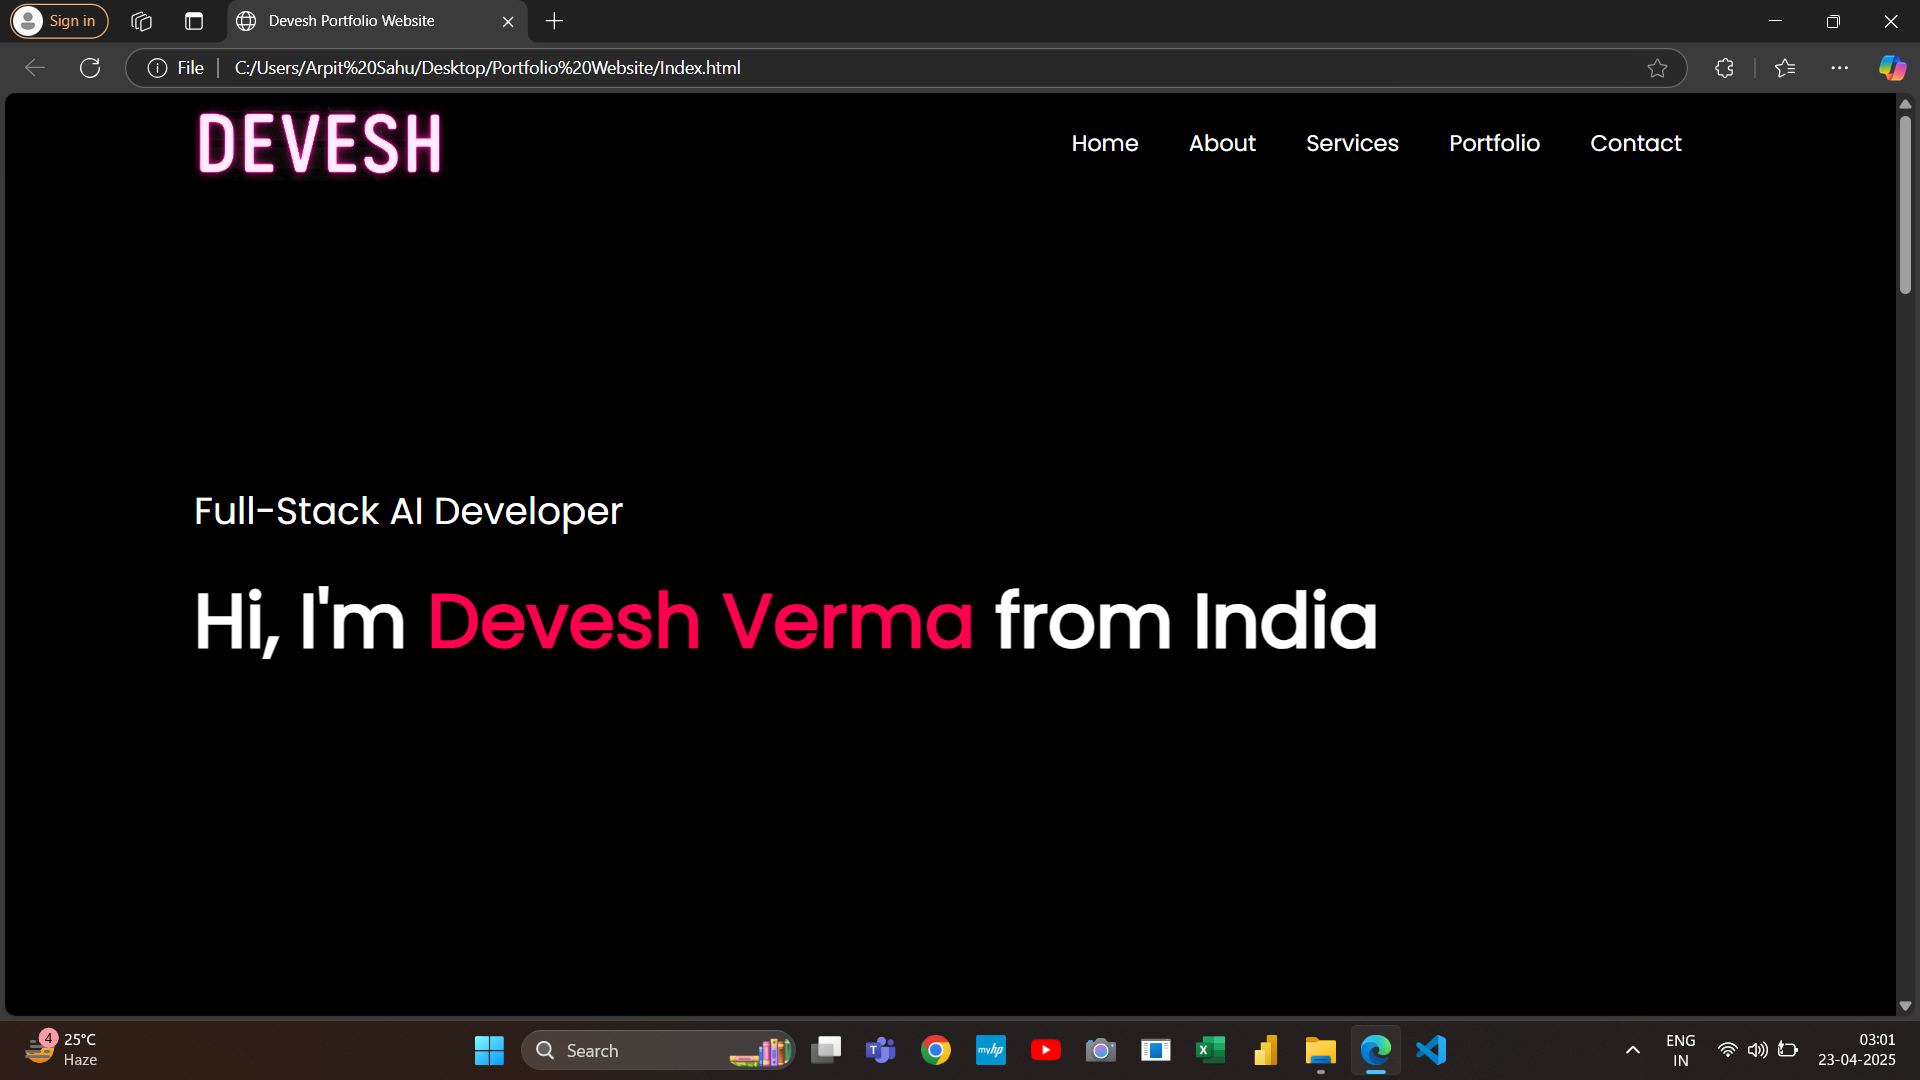 Sign in
Devesh Portfolio Website
File
C:/Users/Arpit%20Sahu/Desktop/Portfolio%20Website/Index.html
DEVESH
Home About Services Portfolio Contact
Full-Stack AI Developer
Hi, I'm Devesh Verma from India
4
25°C
Haze
Search
T
myhp
X
ENG
IN
03:01
23-04-2025